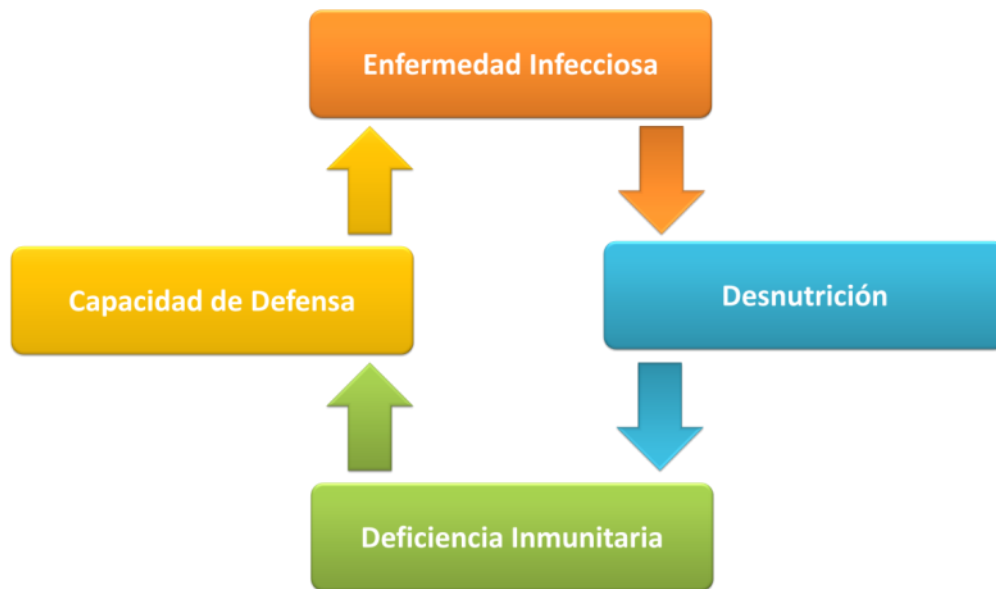 Enfermedad Infecciosa
Capacidad de Defensa
Desnutrición
Deficiencia Inmunitaria